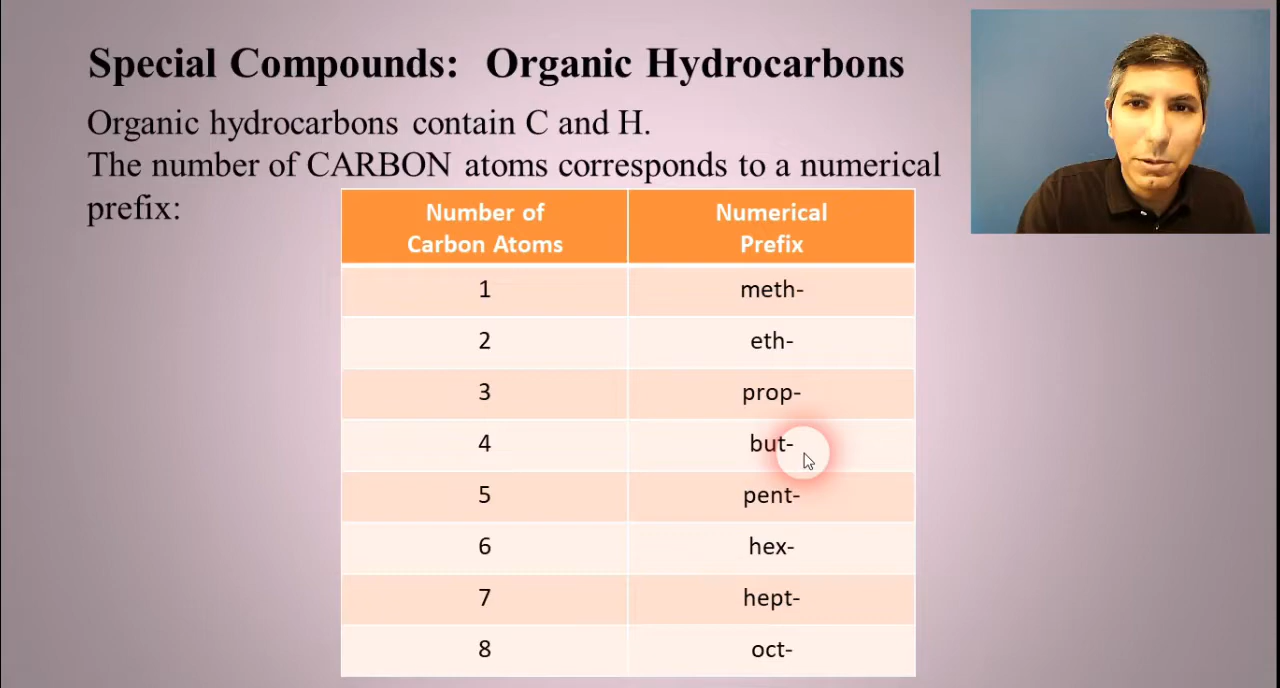 Special Compounds: Organic Hydrocarbons
Organic hydrocarbons contain C and H.
The number of CARBON atoms corresponds to a numerical
prefix:
Number of
Carbon Atoms
Numerical
Prefix
1 meth-
2 eth-
3 prop-
4 but-
5 pent-
6 hex-
7 hept-
8 oct-